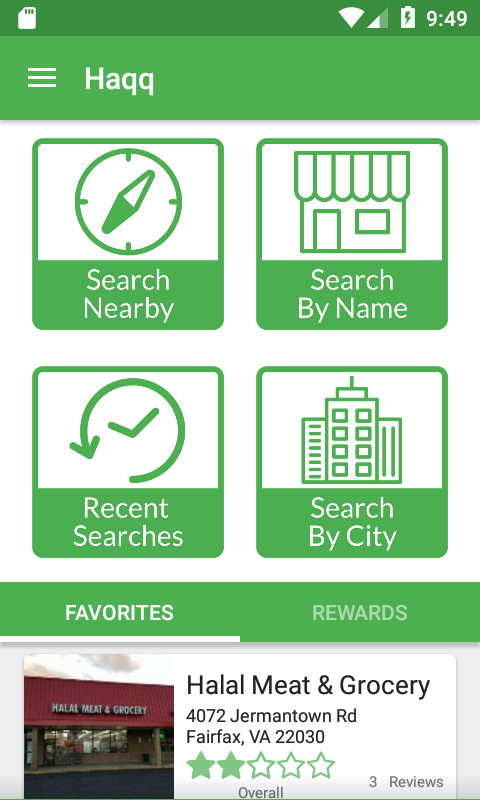 9:49
Haqq
Search
Nearby
Search
By Name
Recent
Searches
Search
By City
FAVORITES
REWARDS
HALAL MEAT & GROCERY
Halal Meat & Grocery
4072 Jermantown Rd
Fairfax, VA 22030
3 Reviews
Overall